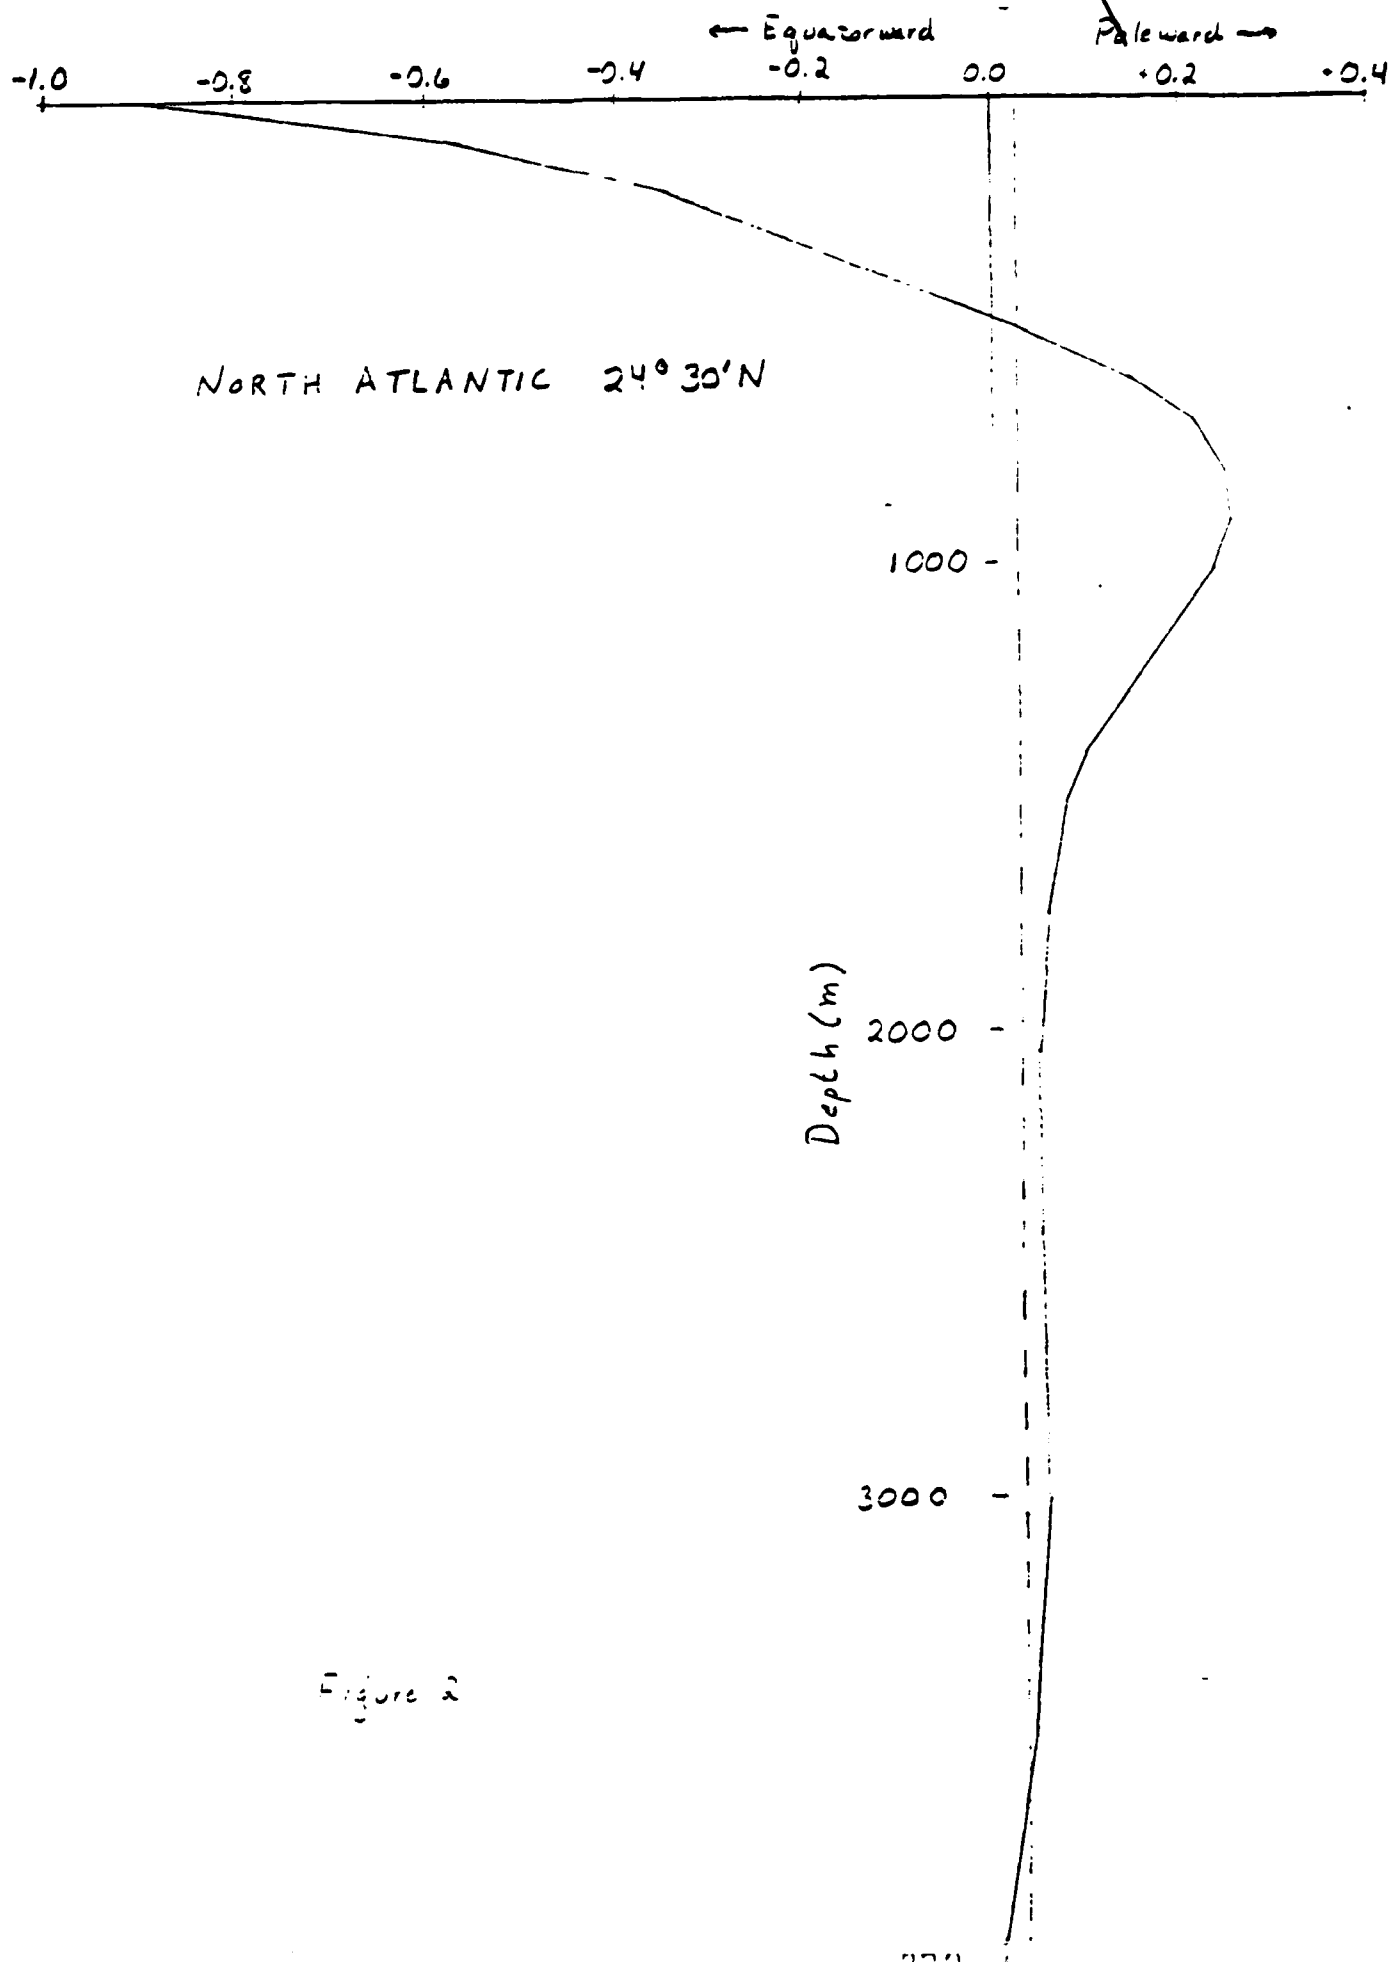 ← Equatorward Poleward →
-1.0 -0.8 -0.6 -0.4 -0.2 0.0 +0.2 +0.4
NORTH ATLANTIC 24° 30'N
1000
Depth (m)
2000
3000
Figure 2